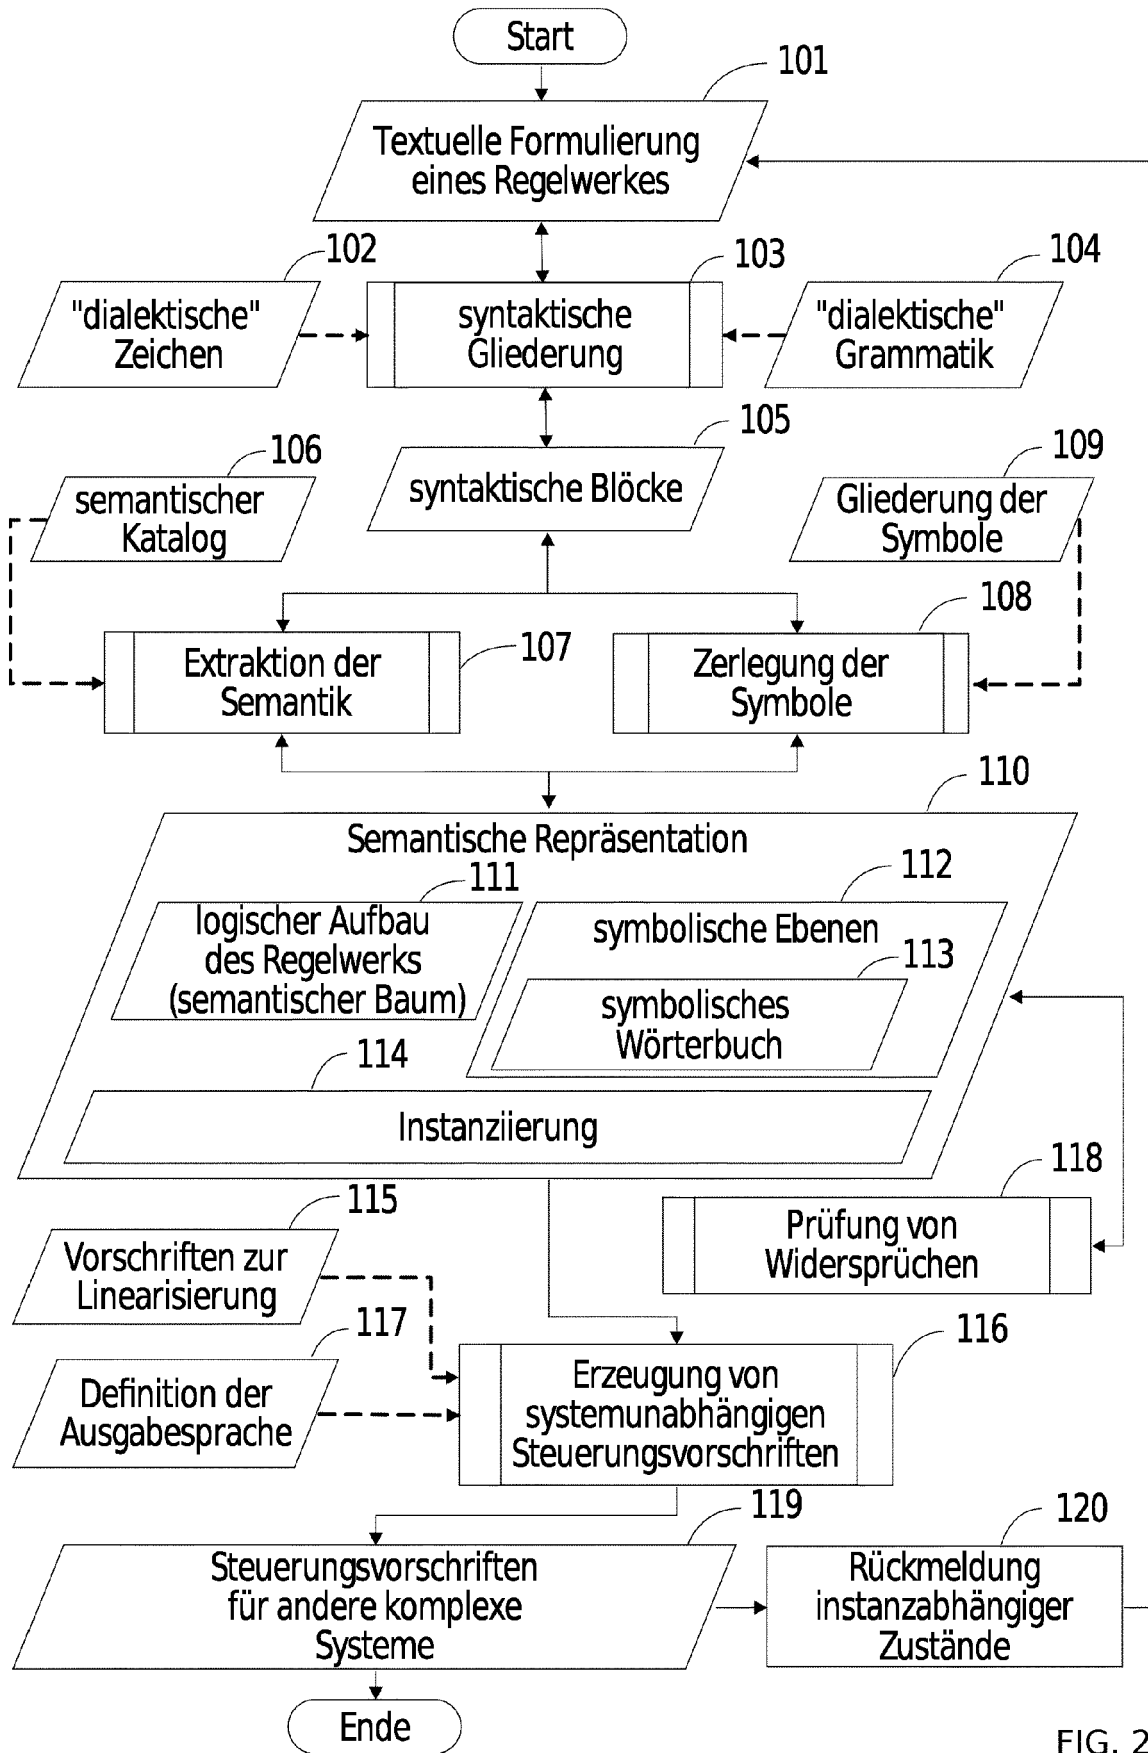 Start
101
Textuelle Formulierung
eines Regelwerkes
102
103
104
"dialektische"
Zeichen
syntaktische
Gliederung
"dialektische"
Grammatik
105
106
109
semantischer
Katalog
syntaktische Blöcke
Gliederung der
Symbole
108
107
Extraktion der
Semantik
Zerlegung der
Symbole
110
Semantische Repräsentation
111
112
logischer Aufbau
des Regelwerks
(semantischer Baum)
symbolische Ebenen
113
symbolisches
Wörterbuch
114
Instanziierung
118
115
Prüfung von
Widersprüchen
Vorschriften zur
Linearisierung
117
116
Definition der
Ausgabesprache
Erzeugung von
systemunabhängigen
Steuerungsvorschriften
119
120
Steuerungsvorschriften
für andere komplexe
Systeme
Rückmeldung
instanzabhängiger
Zustände
Ende
FIG. 2